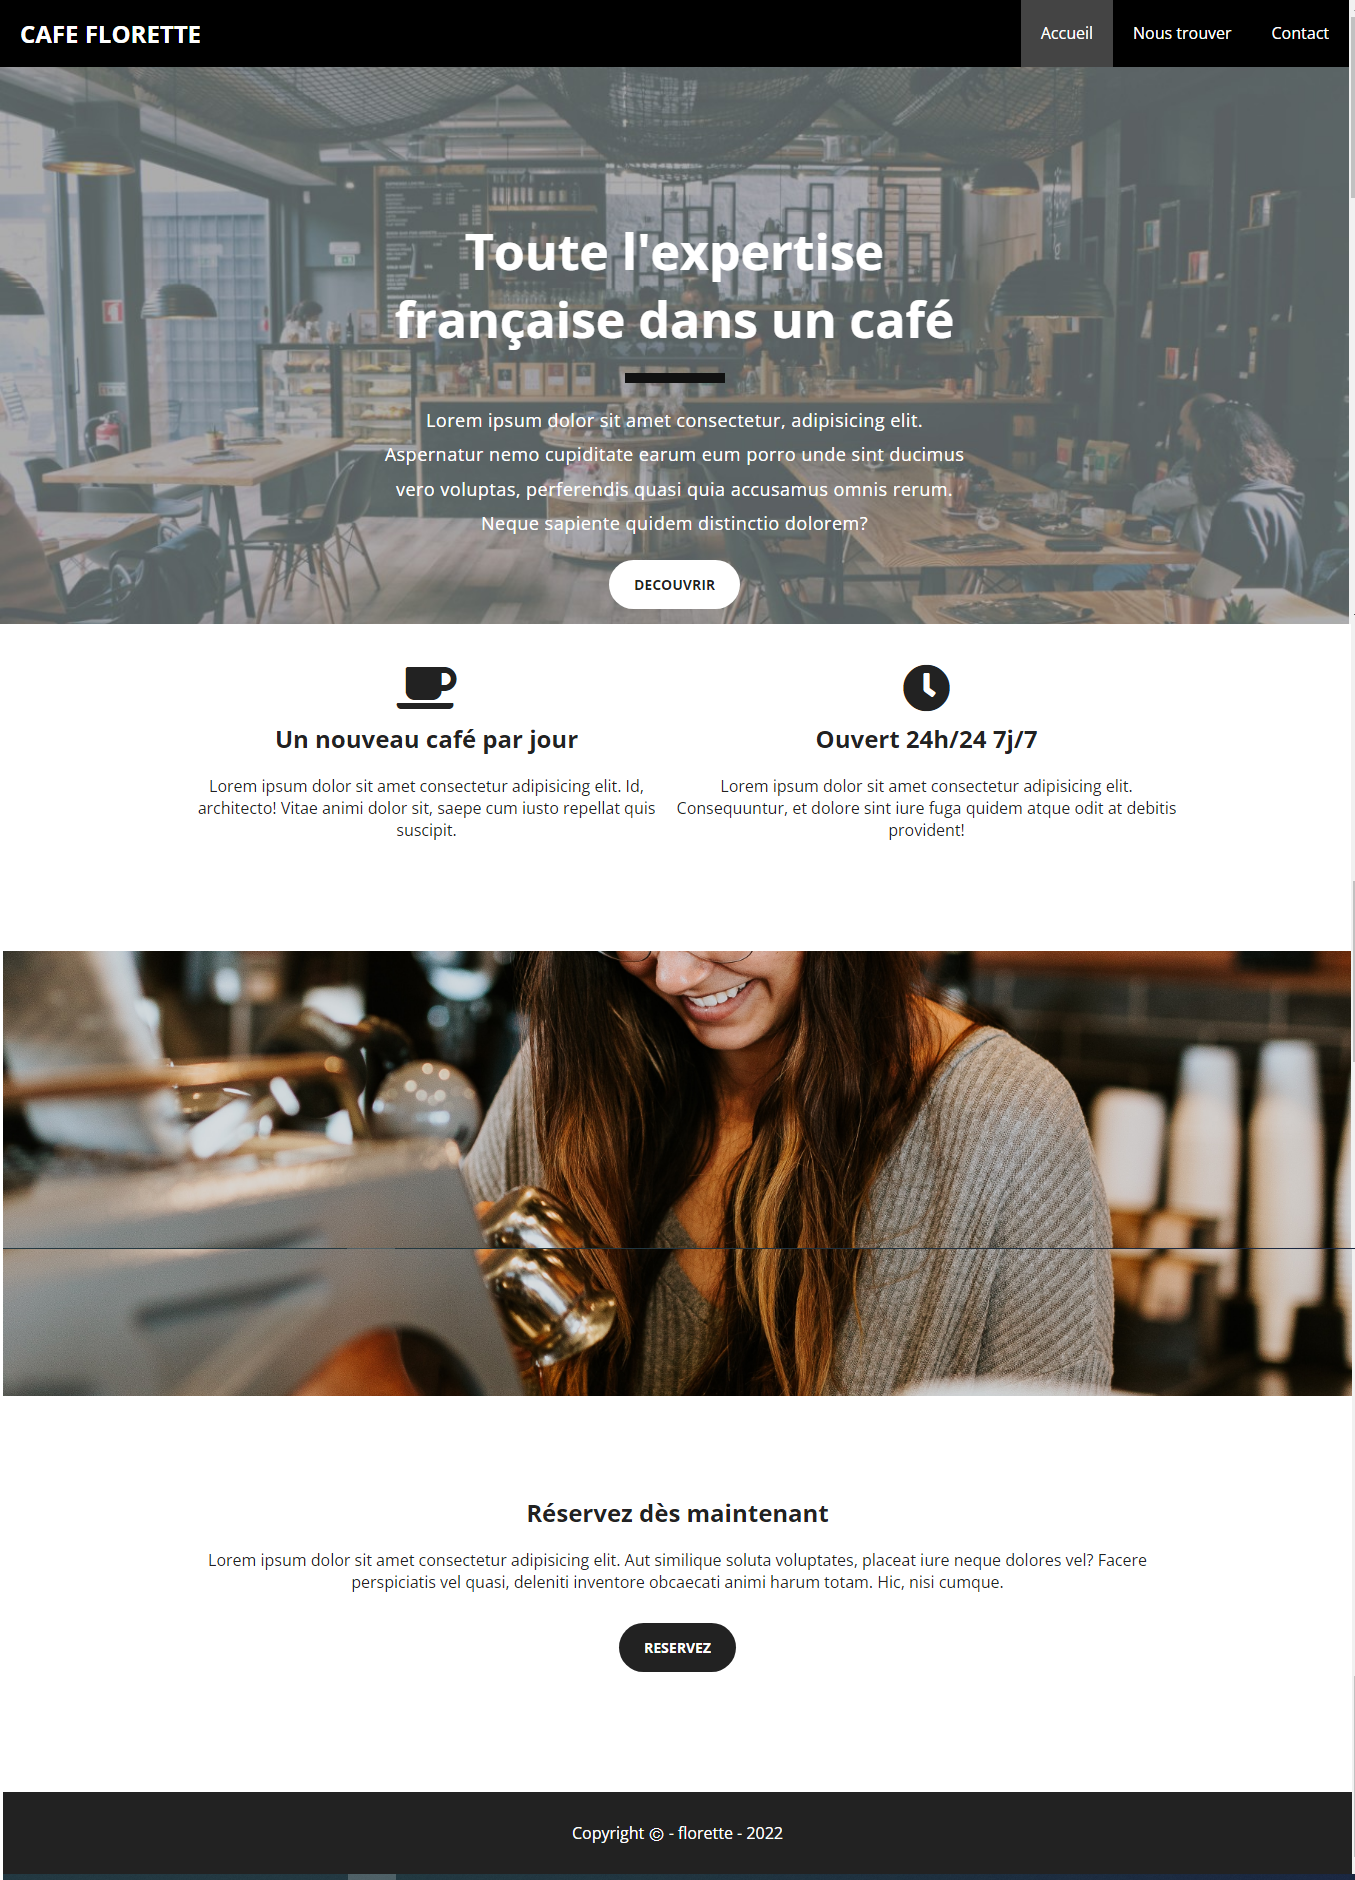 CAFE FLORETTE
Accueil
Nous trouver
Contact
Toute l'expertise
française dans un café
Lorem ipsum dolor sit amet consectetur, adipisicing elit.
Aspernatur nemo cupiditate earum eum porro unde sint ducimus
vero voluptas, perferendis quasi quia accusamus omnis rerum.
Neque sapiente quidem distinctio dolorem?
DECOUVRIR
Un nouveau café par jour
Lorem ipsum dolor sit amet consectetur adipisicing elit. Id,
architecto! Vitae animi dolor sit, saepe cum iusto repellat quis
suscipit.
Ouvert 24h/24 7j/7
Lorem ipsum dolor sit amet consectetur adipisicing elit.
Consequuntur, et dolore sint iure fuga quidem atque odit at debitis
provident!
Réservez dès maintenant
Lorem ipsum dolor sit amet consectetur adipisicing elit. Aut similique soluta voluptates, placeat iure neque dolores vel? Facere
perspiciatis vel quasi, deleniti inventore obcaecati animi harum totam. Hic, nisi cumque.
RESERVEZ
Copyright © - florette - 2022